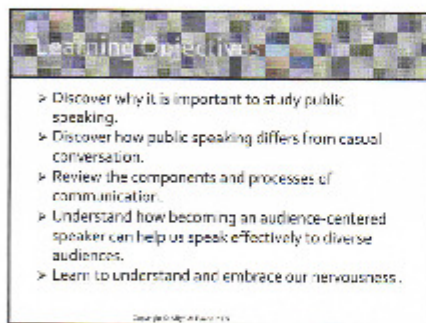 Learning Objectives
➢ Discover why it is important to study public
speaking.
➢ Discover how public speaking differs from casual
conversation.
➢ Review the components and processes of
communication.
➢ Understand how becoming an audience-centered
speaker can help us speak effectively to diverse
audiences.
➢ Learn to understand and embrace our nervousness.
Copyright ©